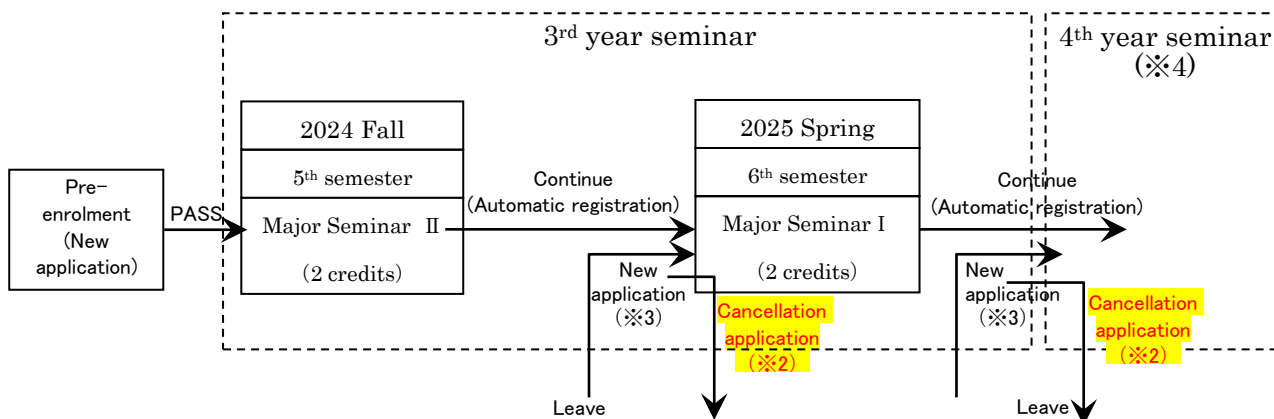 3rd year seminar
4th year seminar
(※4)
2024 Fall
5th semester
Major Seminar Ⅱ
(2 credits)
2025 Spring
6th semester
Major Seminar I
(2 credits)
Pre-
enrolment
(New
application)
PASS
Continue
(Automatic registration)
Continue
(Automatic registration)
New
application
(※3)
Cancellation
application
(※2)
New
application
(※3)
Cancellation
application
(※2)
Leave
Leave